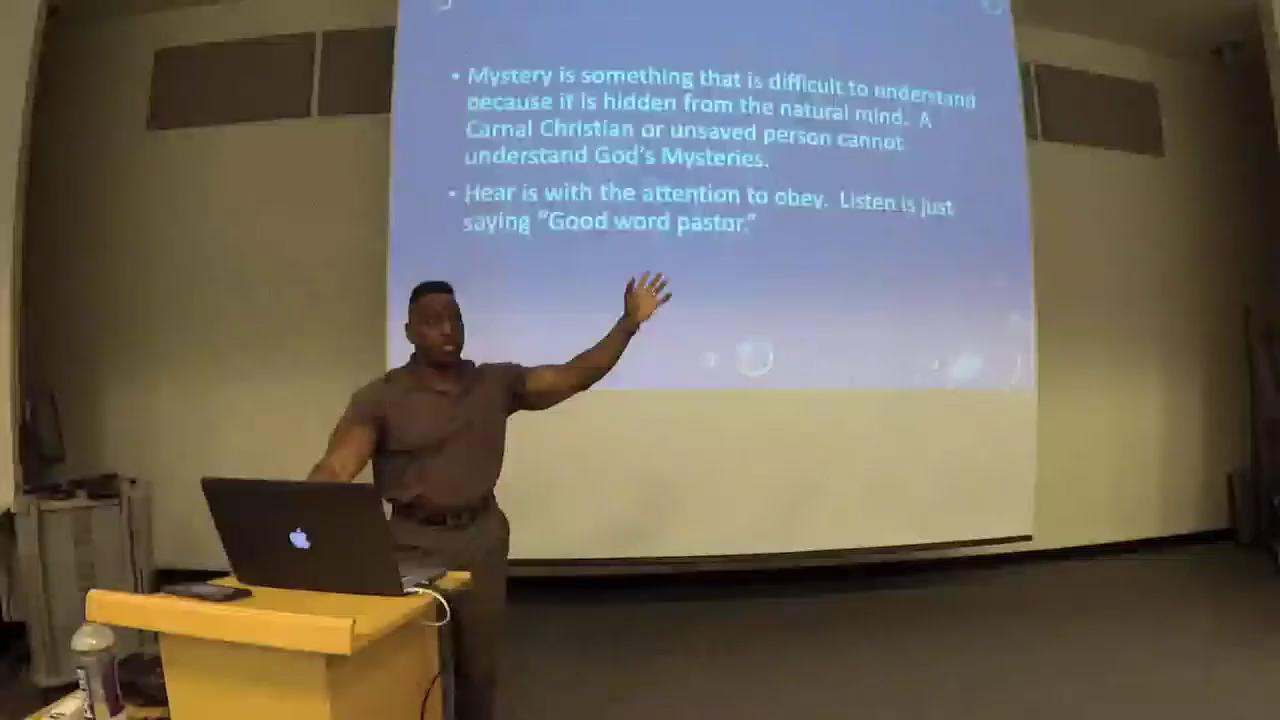 • Mystery is something that is difficult to understand
because it is hidden from the natural mind. A
Carnal Christian or unsaved person cannot
understand God's Mysteries.
• Hear is with the attention to obey. Listen is just
saying "Good word pastor."